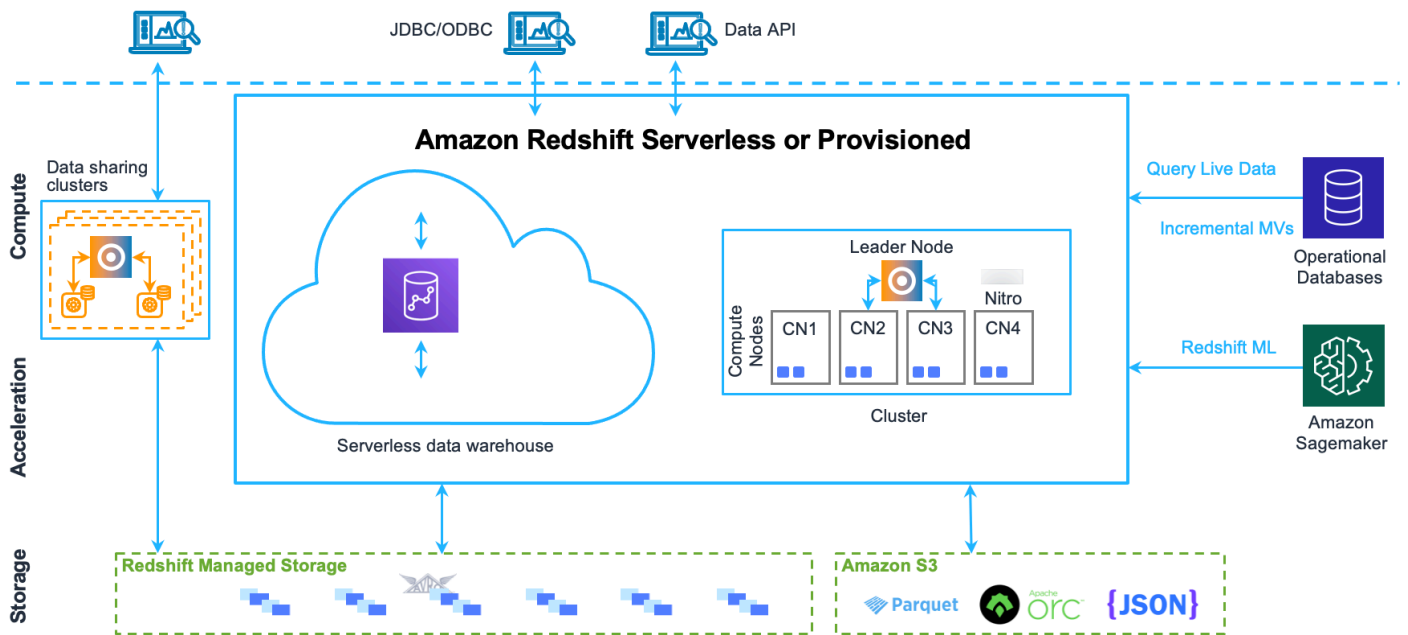 JDBC/ODBC
Data API
Amazon Redshift Serverless or Provisioned
Data sharing
clusters
Compute
Acceleration
Storage
Serverless data warehouse
Leader Node
Nitro
Compute
Nodes
CN1
CN2
CN3
CN4
Cluster
Query Live Data
Incremental MVs
Operational
Databases
Redshift ML
Amazon
Sagemaker
Redshift Managed Storage
Amazon S3
Parquet
Apache
orc
{JSON}